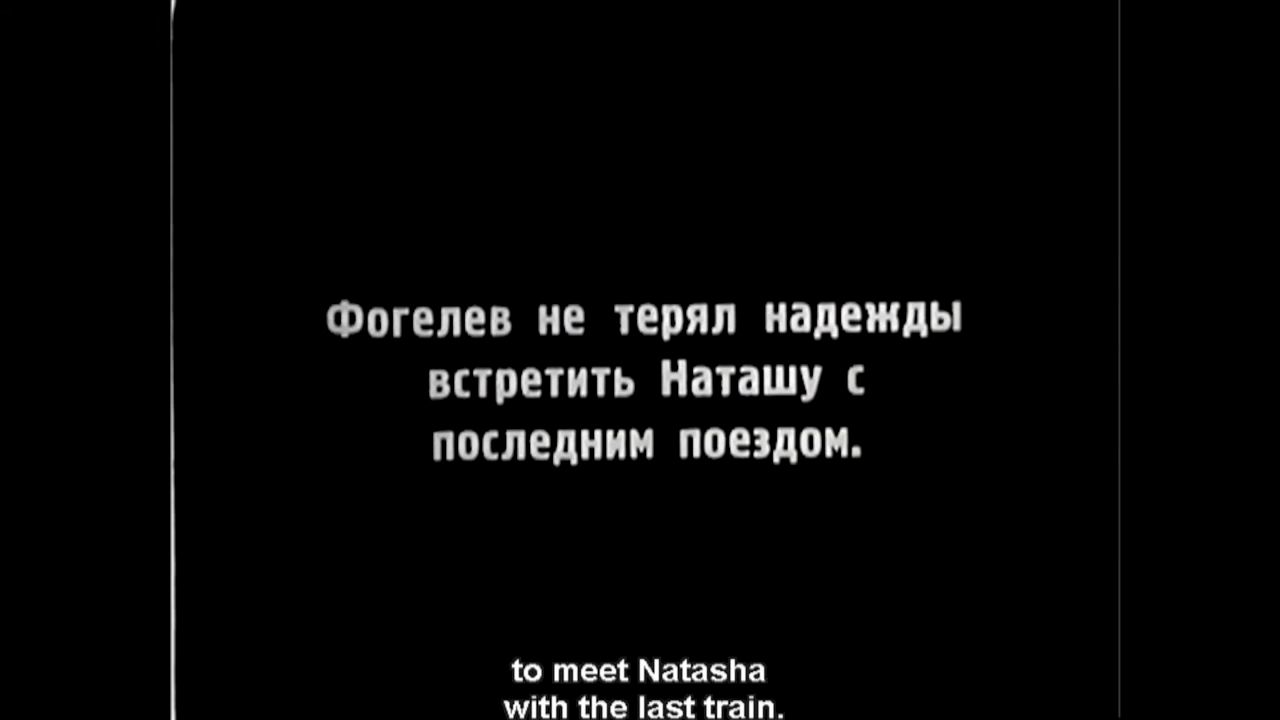 Фогелев не терял надежды
встретить Наташу с
последним поездом.
to meet Natasha
with the last train.